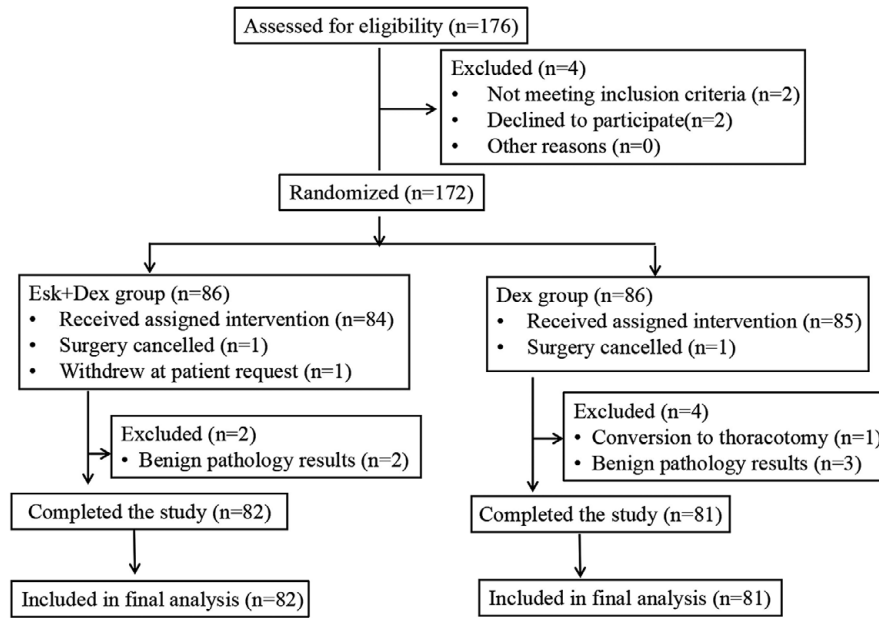 Assessed for eligibility (n=176)
Excluded (n=4)
• Not meeting inclusion criteria (n=2)
• Declined to participate(n=2)
• Other reasons (n=0)
Randomized (n=172)
Esk+Dex group (n=86)
• Received assigned intervention (n=84)
• Surgery cancelled (n=1)
• Withdrew at patient request (n=1)
Dex group (n=86)
• Received assigned intervention (n=85)
• Surgery cancelled (n=1)
Excluded (n=2)
• Benign pathology results (n=2)
Excluded (n=4)
• Conversion to thoracotomy (n=1)
• Benign pathology results (n=3)
Completed the study (n=82)
Completed the study (n=81)
Included in final analysis (n=82)
Included in final analysis (n=81)